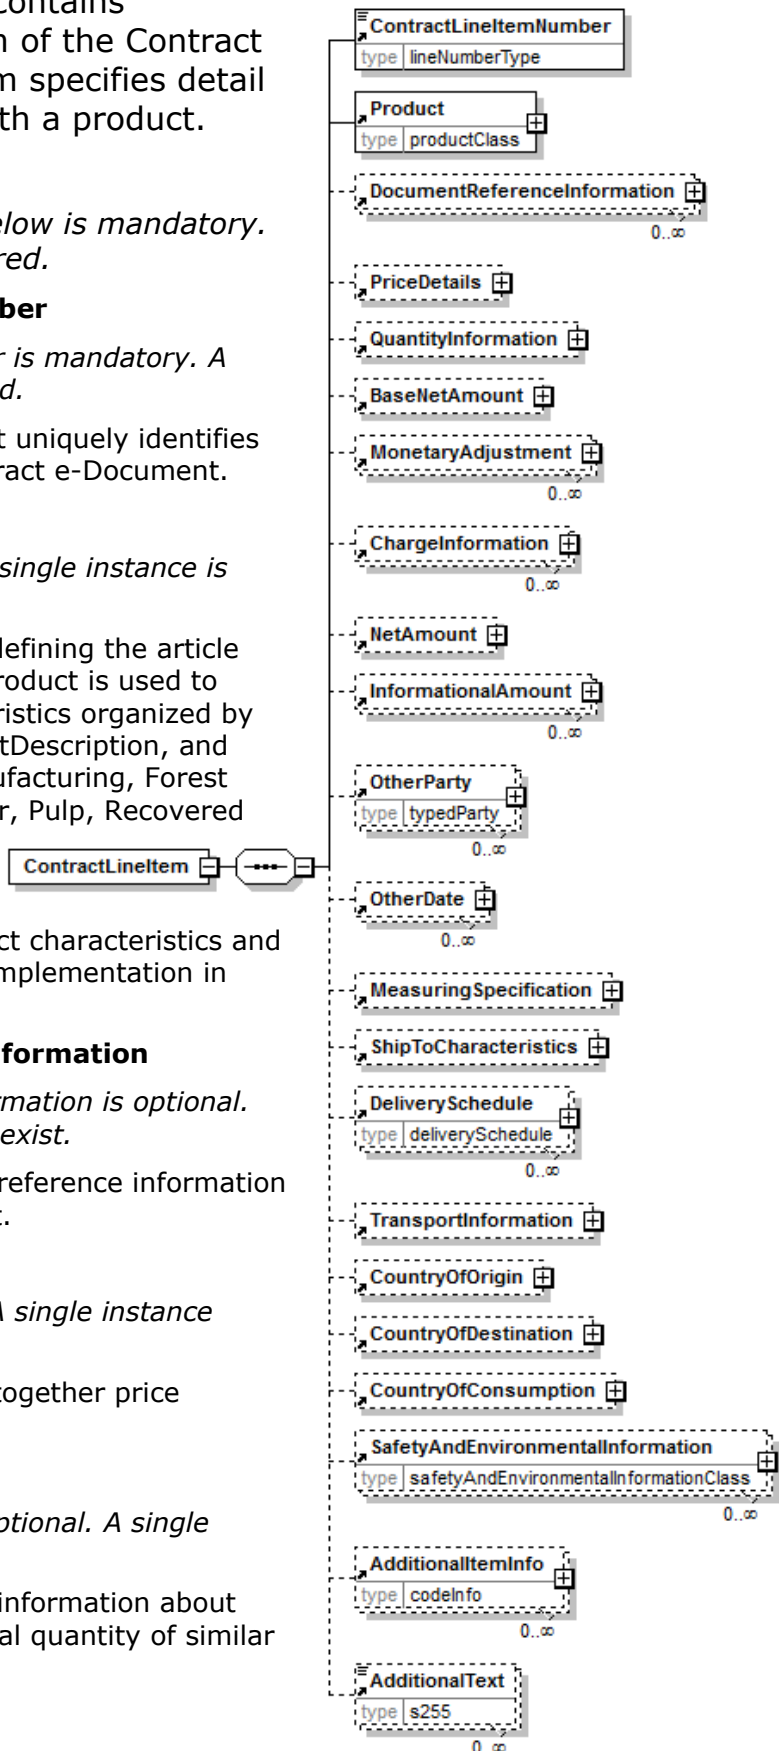 contains
n of the Contract
m specifies detail
th a product.
elow is mandatory.
red.
ber
r is mandatory. A
d.
t uniquely identifies
ract e-Document.
single instance is
defining the article
roduct is used to
ristics organized by
tDescription, and
ufacturing, Forest
r, Pulp, Recovered
ct characteristics and
mplementation in
nformation
rmation is optional.
exist.
reference information
t.
A single instance
together price
ptional. A single
information about
al quantity of similar
ContractLineItem
ContractLineItemNumber
type lineNumberType
Product
type productClass
DocumentReferenceInformation
0..∞
PriceDetails
QuantityInformation
BaseNetAmount
MonetaryAdjustment
0..∞
ChargeInformation
0..∞
NetAmount
InformationalAmount
0..∞
OtherParty
type typedParty
0..∞
OtherDate
0..∞
MeasuringSpecification
ShipToCharacteristics
DeliverySchedule
type deliverySchedule
0..∞
TransportInformation
CountryOfOrigin
CountryOfDestination
CountryOfConsumption
SafetyAndEnvironmentalInformation
type safetyAndEnvironmentalInformationClass
0..∞
AdditionalItemInfo
type codeInfo
0..∞
AdditionalText
type s255
0..∞